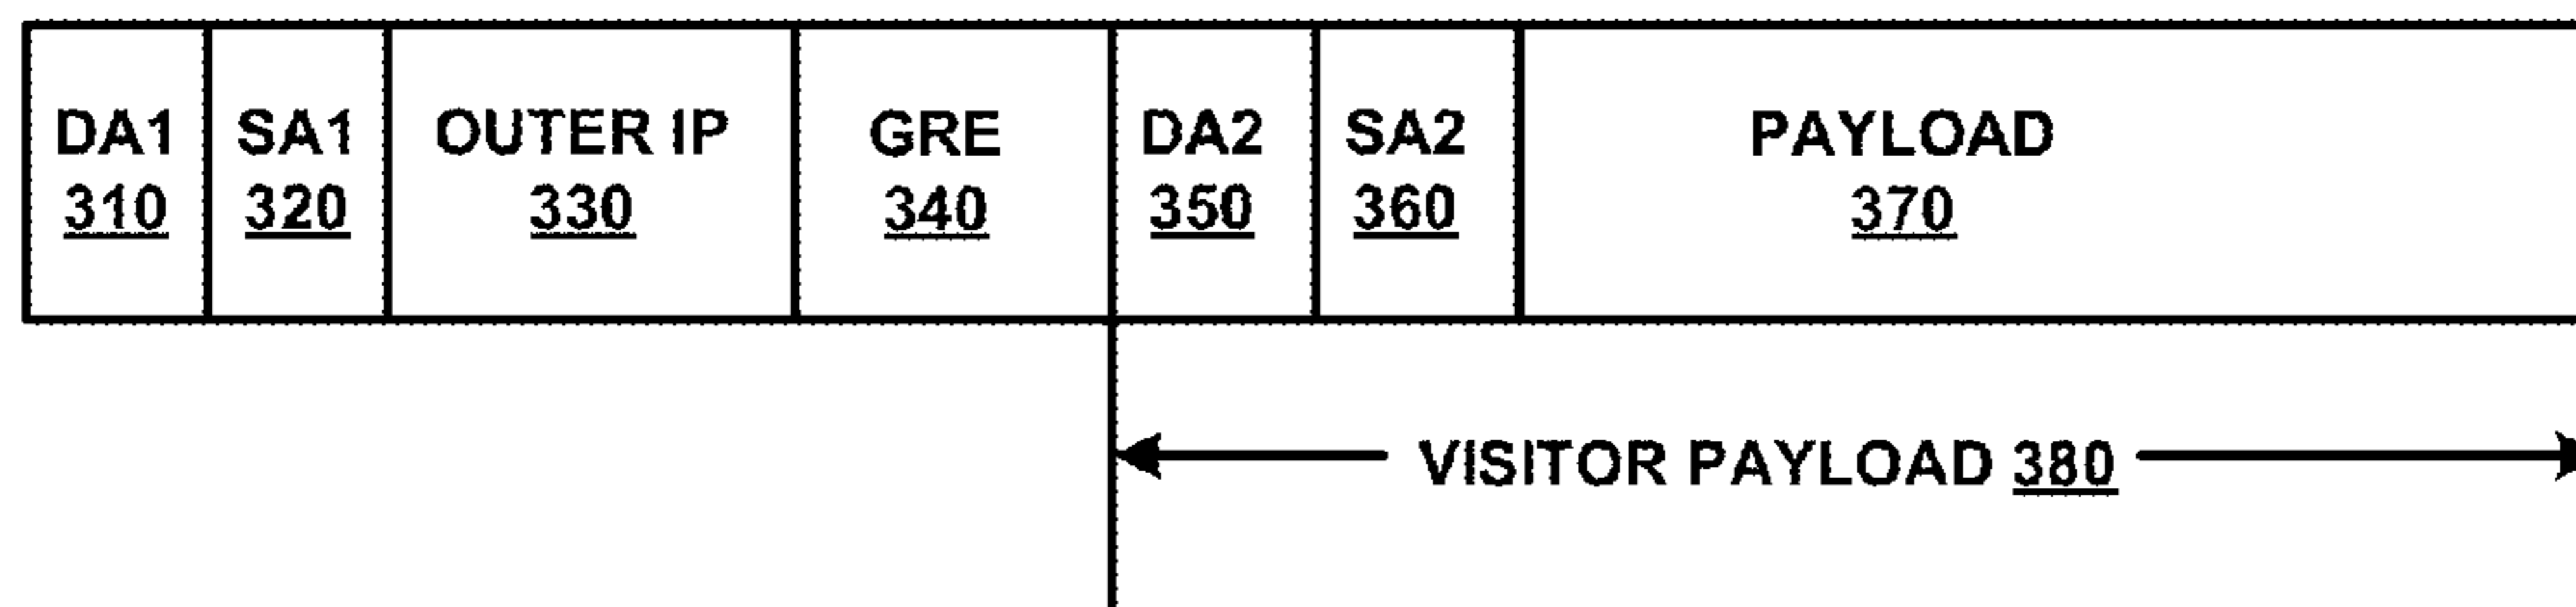 DA1 SA1 OUTER IP GRE DA2 SA2 PAYLOAD
310 320 330 340 350 360 370
VISITOR PAYLOAD 380